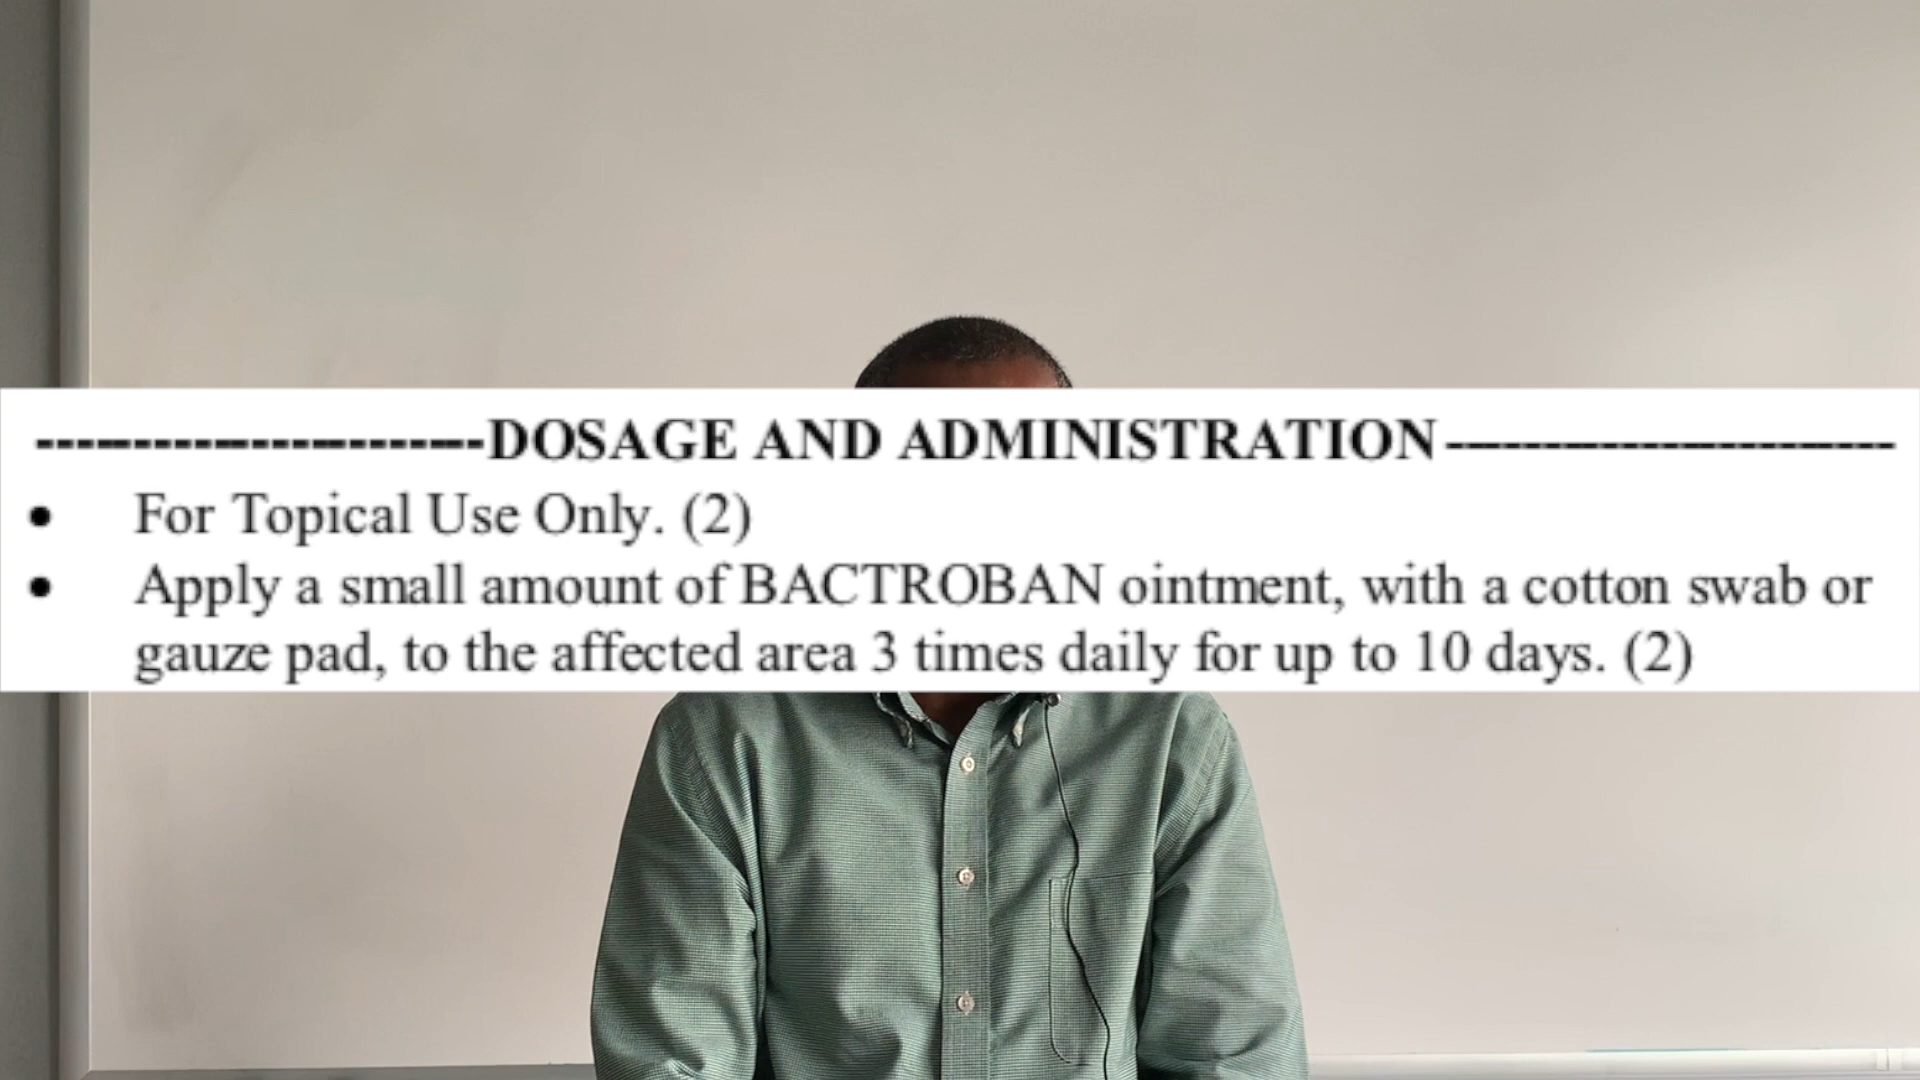 -----------------------DOSAGE AND ADMINISTRATION-----------------------
• For Topical Use Only. (2)
• Apply a small amount of BACTROBAN ointment, with a cotton swab or
gauze pad, to the affected area 3 times daily for up to 10 days. (2)